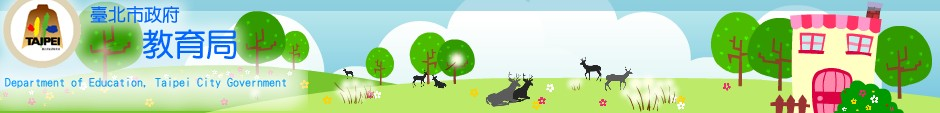 臺北市政府
教育局
TAIPEI
Department of Education, Taipei City Government